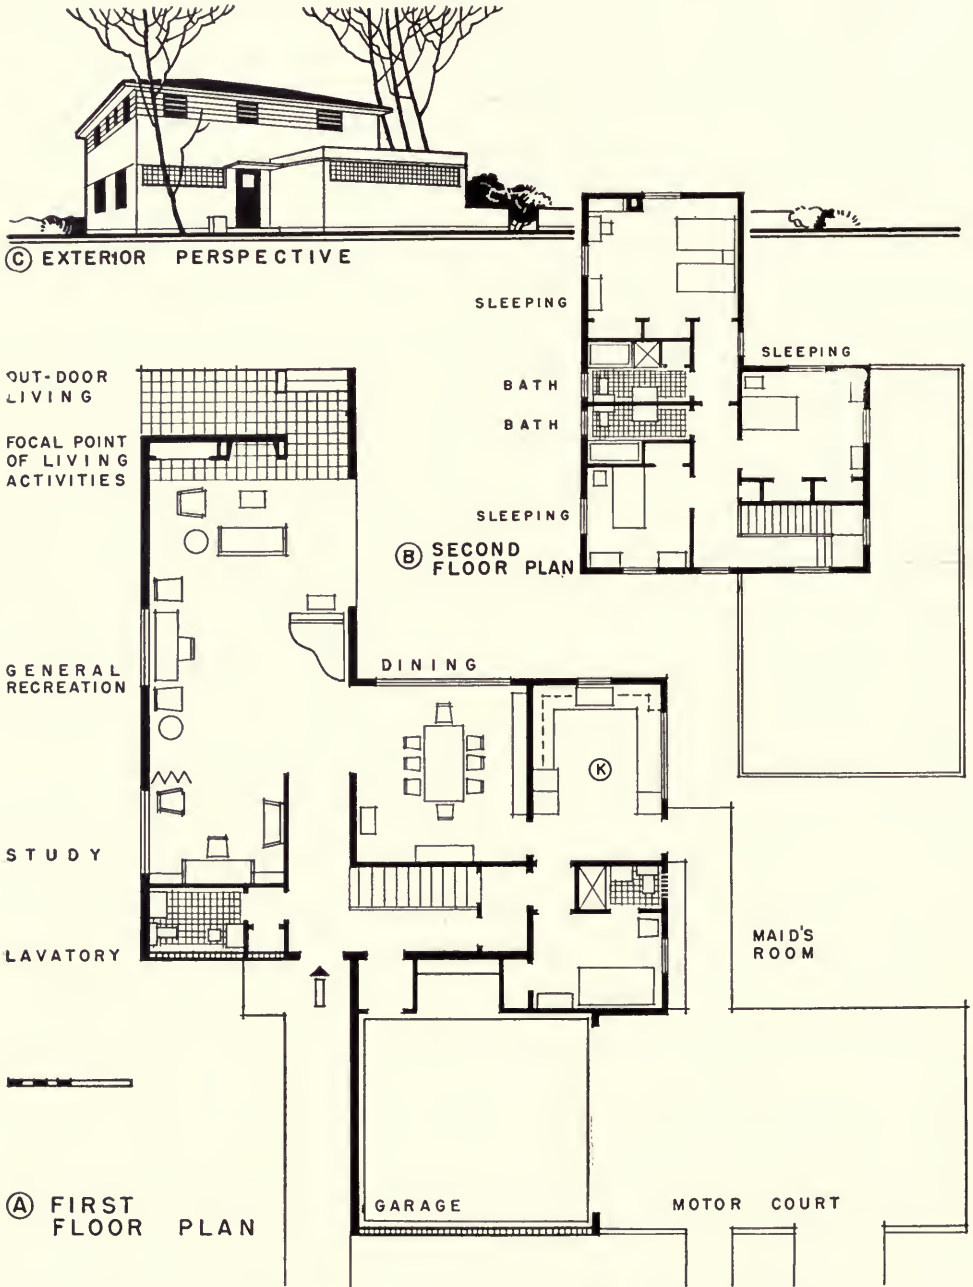 C EXTERIOR PERSPECTIVE
SLEEPING
SLEEPING
BATH
BATH
SLEEPING
B SECOND
FLOOR PLAN
OUT-DOOR
LIVING
FOCAL POINT
OF LIVING
ACTIVITIES
DINING
GENERAL
RECREATION
K
STUDY
LAVATORY
MAID'S
ROOM
GARAGE
MOTOR COURT
A FIRST
FLOOR PLAN